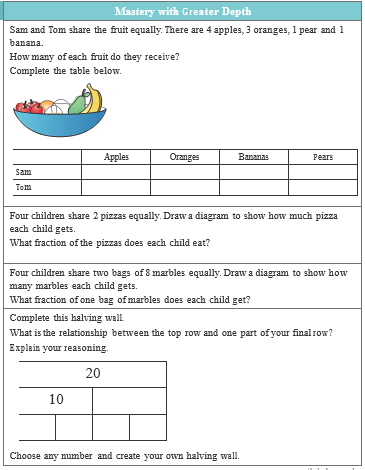 Mastery with Greater Depth
Sam and Tom share the fruit equally. There are 4 apples, 3 oranges, 1 pear and 1
banana.
How many of each fruit do they receive?
Complete the table below.
Apples Oranges Bananas Pears
Sam
Tom
Four children share 2 pizzas equally. Draw a diagram to show how much pizza
each child gets.
What fraction of the pizzas does each child eat?
Four children share two bags of 8 marbles equally. Draw a diagram to show how
many marbles each child gets.
What fraction of one bag of marbles does each child get?
Complete this halving wall.
What is the relationship between the top row and one part of your final row?
Explain your reasoning.
20
10
Choose any number and create your own halving wall.